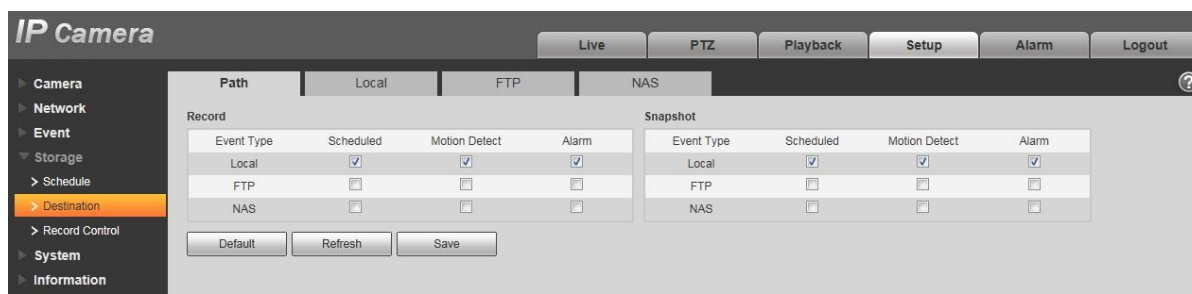 IP Camera
Live PTZ Playback Setup Alarm Logout
Camera
Network
Event
Storage
> Schedule
> Destination
> Record Control
System
Information
Path Local FTP NAS
?
Record
Event Type Scheduled Motion Detect Alarm
Local
FTP
NAS
Snapshot
Event Type Scheduled Motion Detect Alarm
Local
FTP
NAS
Default Refresh Save